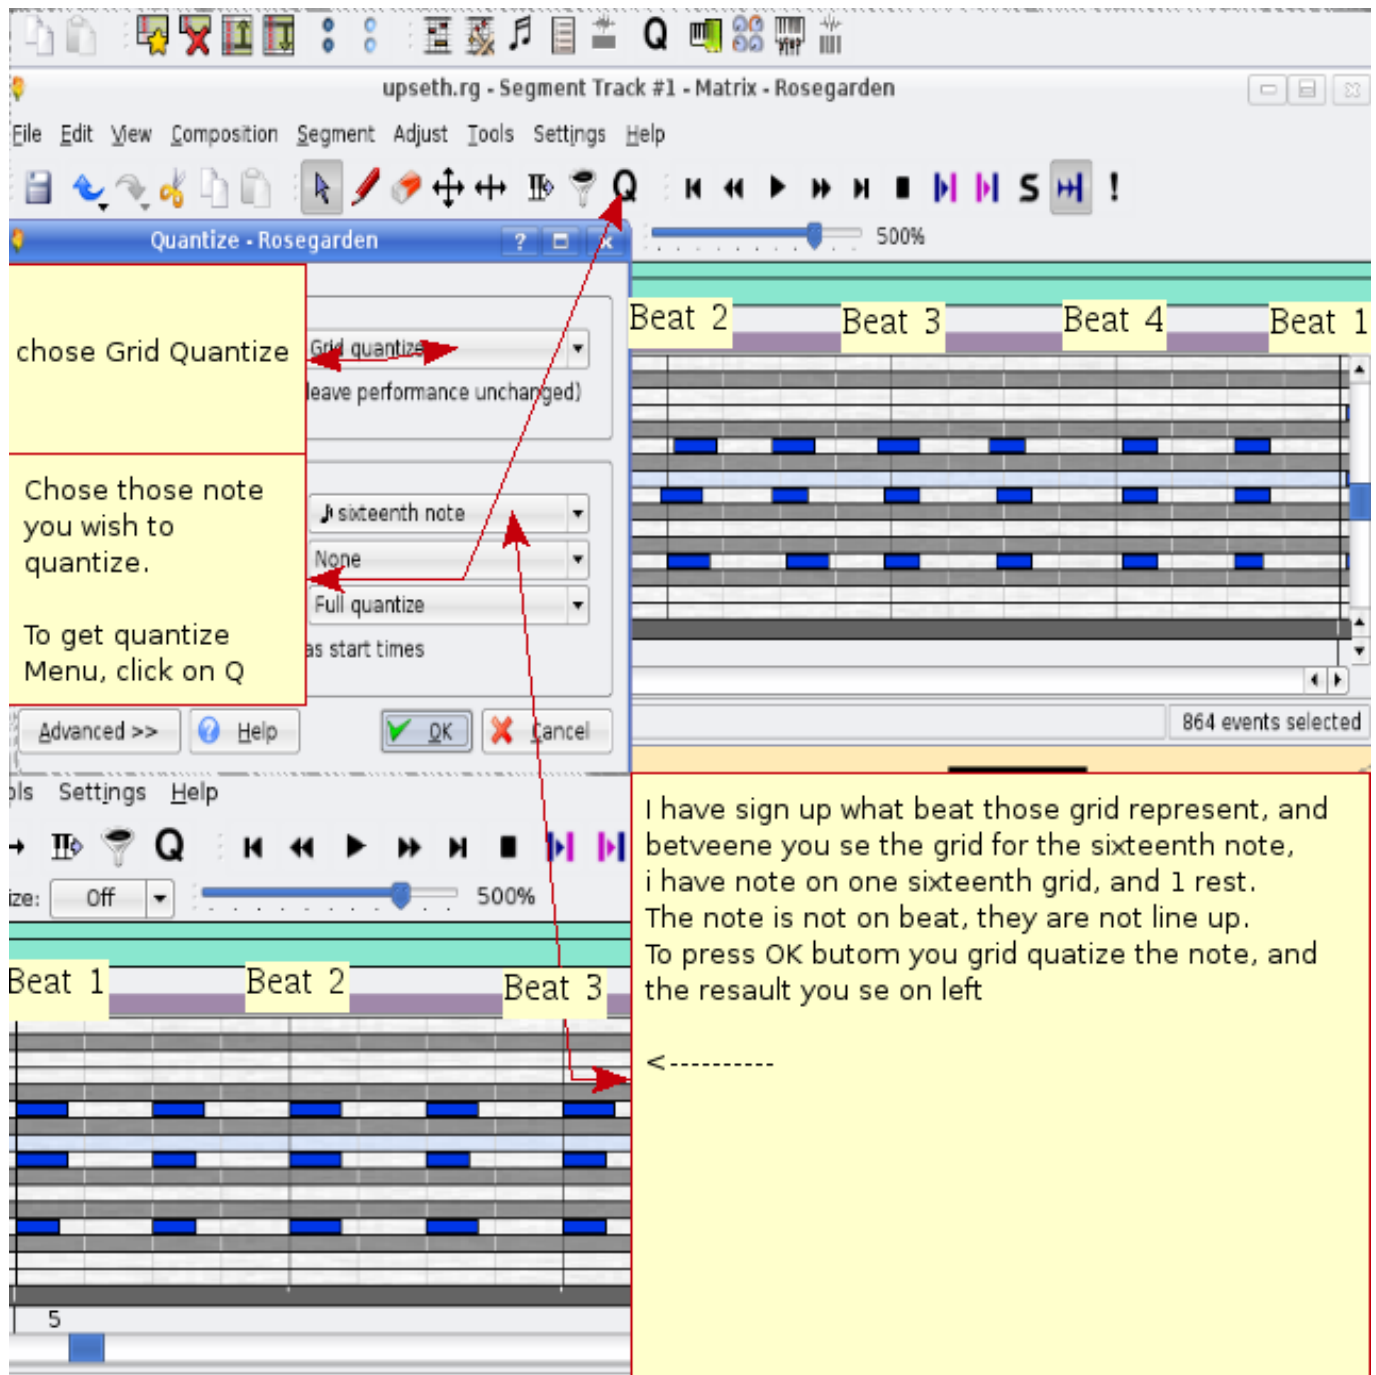 Q
upseth.rg - Segment Track #1 - Matrix - Rosegarden
File Edit View Composition Segment Adjust Tools Settings Help
Q S !
Quantize - Rosegarden ?
500%
Beat 2 Beat 3 Beat 4 Beat 1
chose Grid Quantize
Grid quantize
leave performance unchanged)
Chose those note
you wish to
quantize.
To get quantize
Menu, click on Q
sixteenth note
None
Full quantize
as start times
Advanced >> Help OK Cancel
864 events selected
ols Settings Help
Q
ize: Off 500%
Beat 1 Beat 2 Beat 3
5
I have sign up what beat those grid represent, and
betveene you se the grid for the sixteenth note,
i have note on one sixteenth grid, and 1 rest.
The note is not on beat, they are not line up.
To press OK butom you grid quatize the note, and
the resault you se on left
<----------